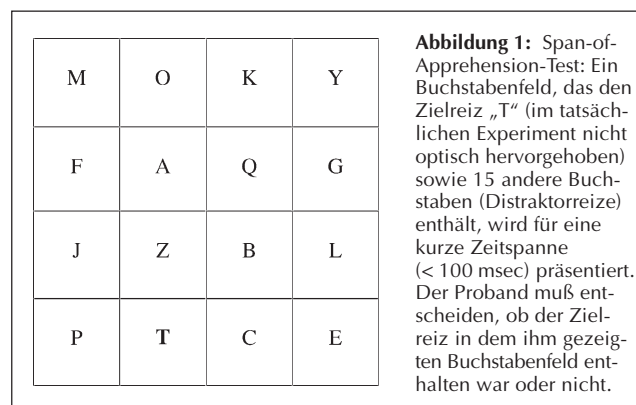 M O K Y
F A Q G
J Z B L
P T C E
Abbildung 1: Span-of-
Apprehension-Test: Ein
Buchstabenfeld, das den
Zielreiz „T“ (im tatsäch-
lichen Experiment nicht
optisch hervorgehoben)
sowie 15 andere Buch-
staben (Distraktorreize)
enthält, wird für eine
kurze Zeitspanne
(< 100 msec) präsentiert.
Der Proband muß ent-
scheiden, ob der Ziel-
reiz in dem ihm gezeig-
ten Buchstabenfeld ent-
halten war oder nicht.